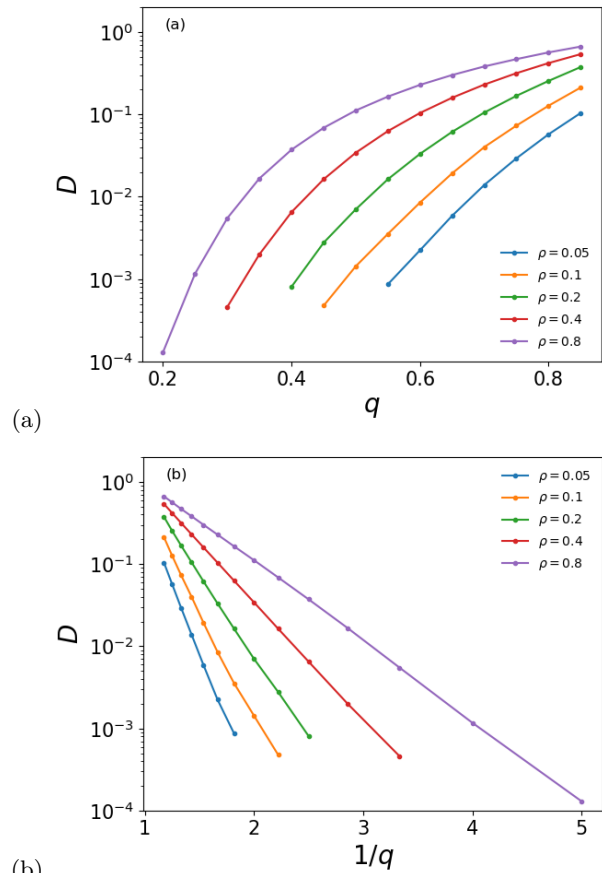 (a)
10^0
10^-1
10^-2
10^-3
10^-4
D
ρ = 0.05
ρ = 0.1
ρ = 0.2
ρ = 0.4
ρ = 0.8
0.2 0.4 0.6 0.8
q
(a)
(b)
10^0
10^-1
10^-2
10^-3
10^-4
D
ρ = 0.05
ρ = 0.1
ρ = 0.2
ρ = 0.4
ρ = 0.8
1 2 3 4 5
1/q
(b)